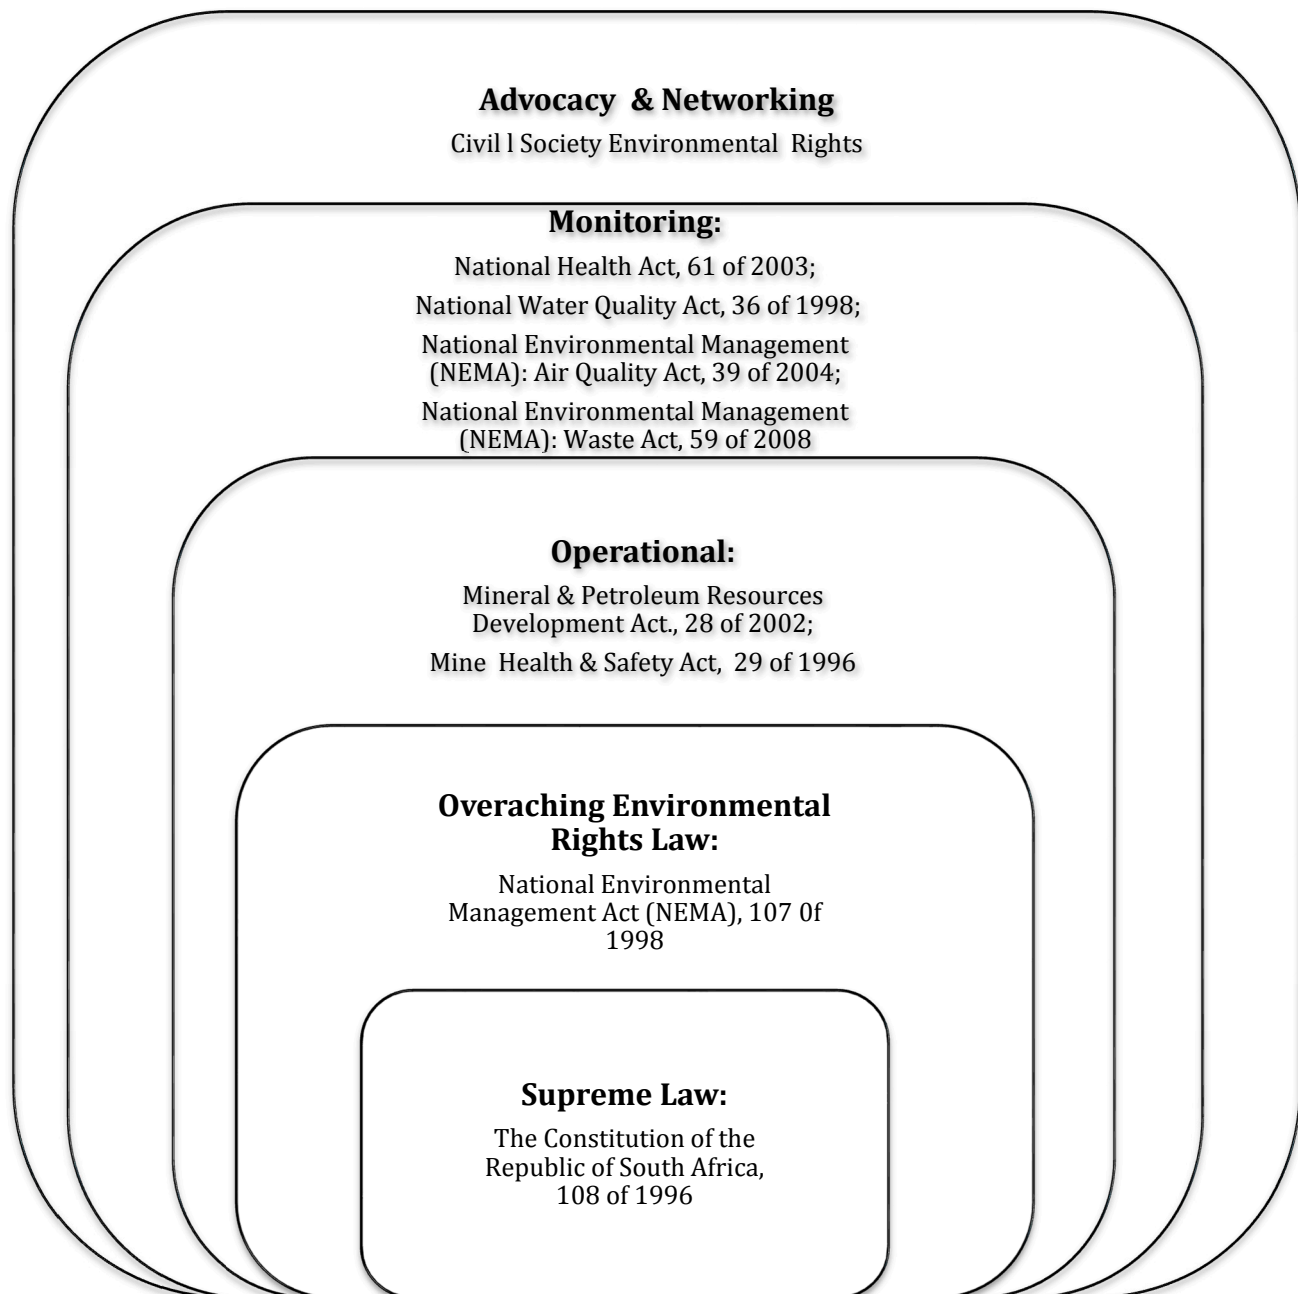 Advocacy & Networking
Civil l Society Environmental Rights
Monitoring:
National Health Act, 61 of 2003;
National Water Quality Act, 36 of 1998;
National Environmental Management
(NEMA): Air Quality Act, 39 of 2004;
National Environmental Management
(NEMA): Waste Act, 59 of 2008
Operational:
Mineral & Petroleum Resources
Development Act., 28 of 2002;
Mine Health & Safety Act, 29 of 1996
Overaching Environmental
Rights Law:
National Environmental
Management Act (NEMA), 107 0f
1998
Supreme Law:
The Constitution of the
Republic of South Africa,
108 of 1996